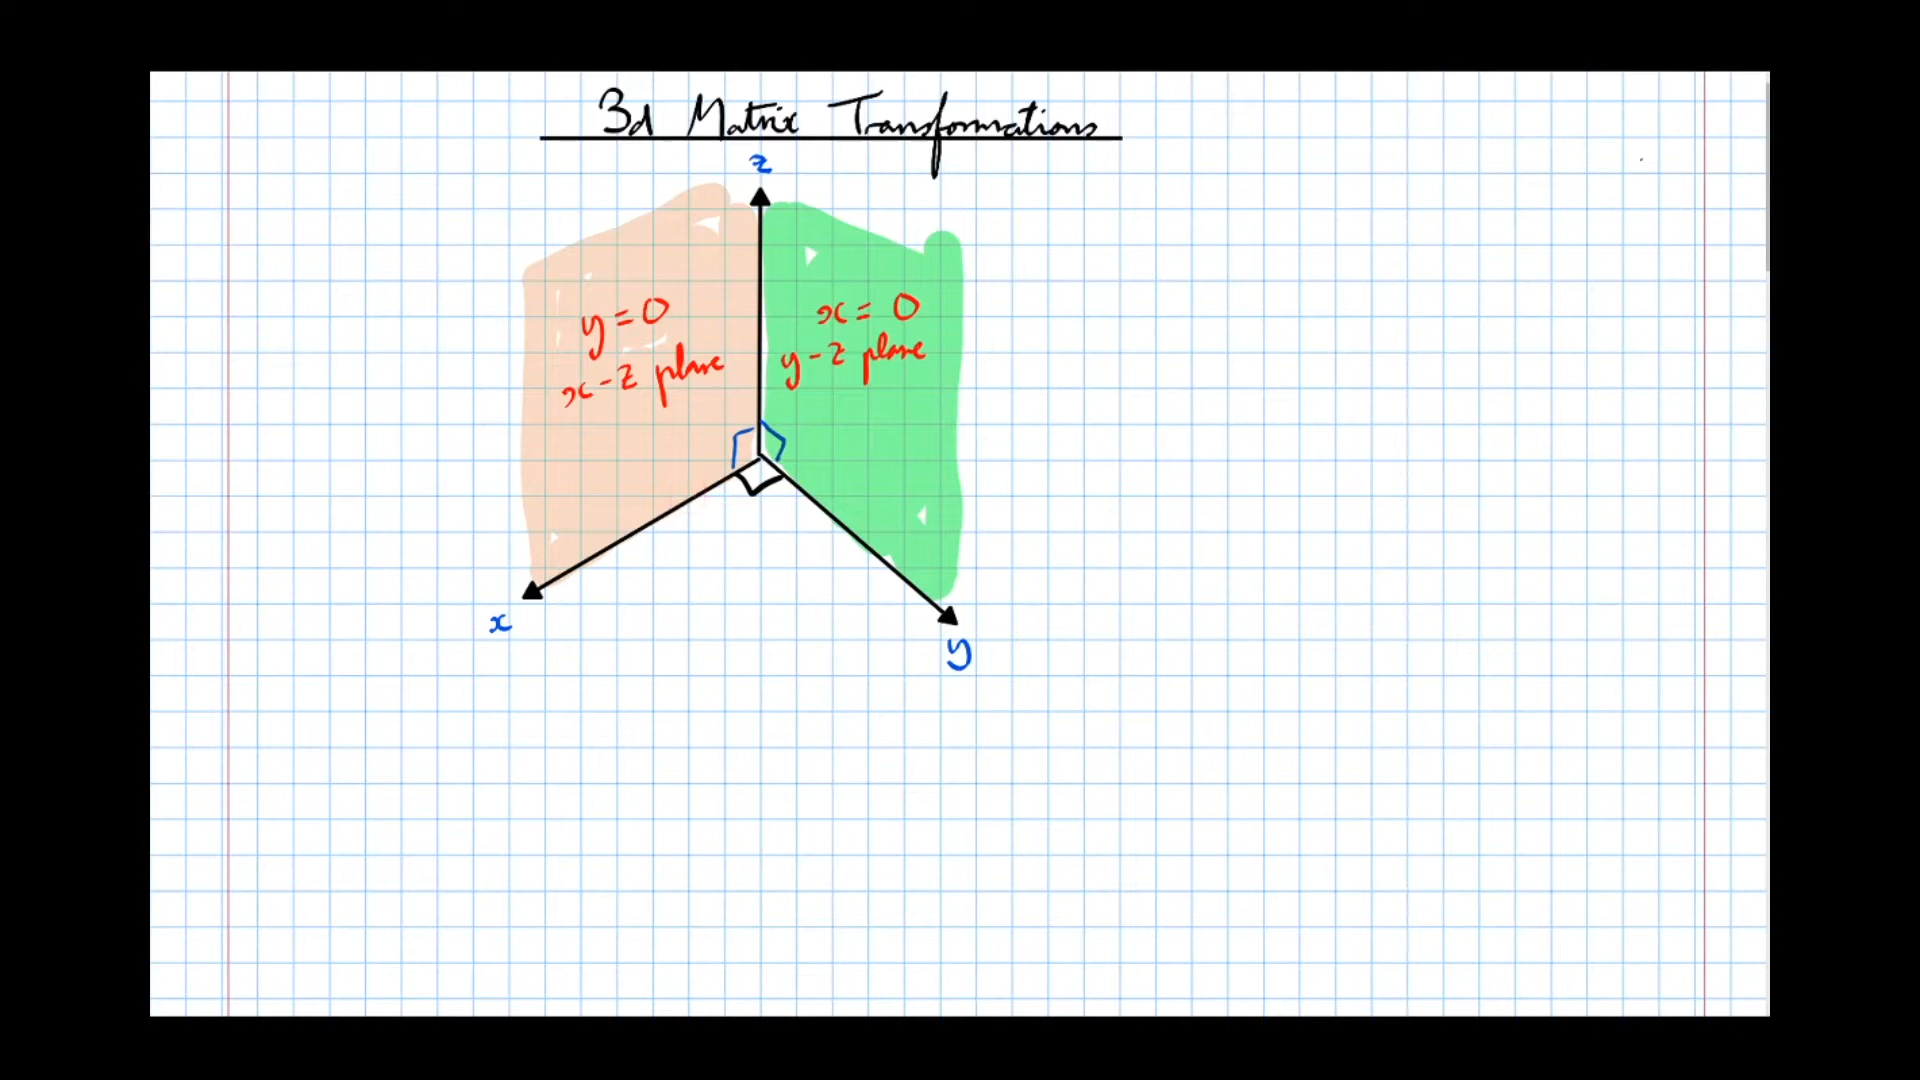 3d Matrix Transformations
z
y = 0
x - z plane
x = 0
y - z plane
x
y